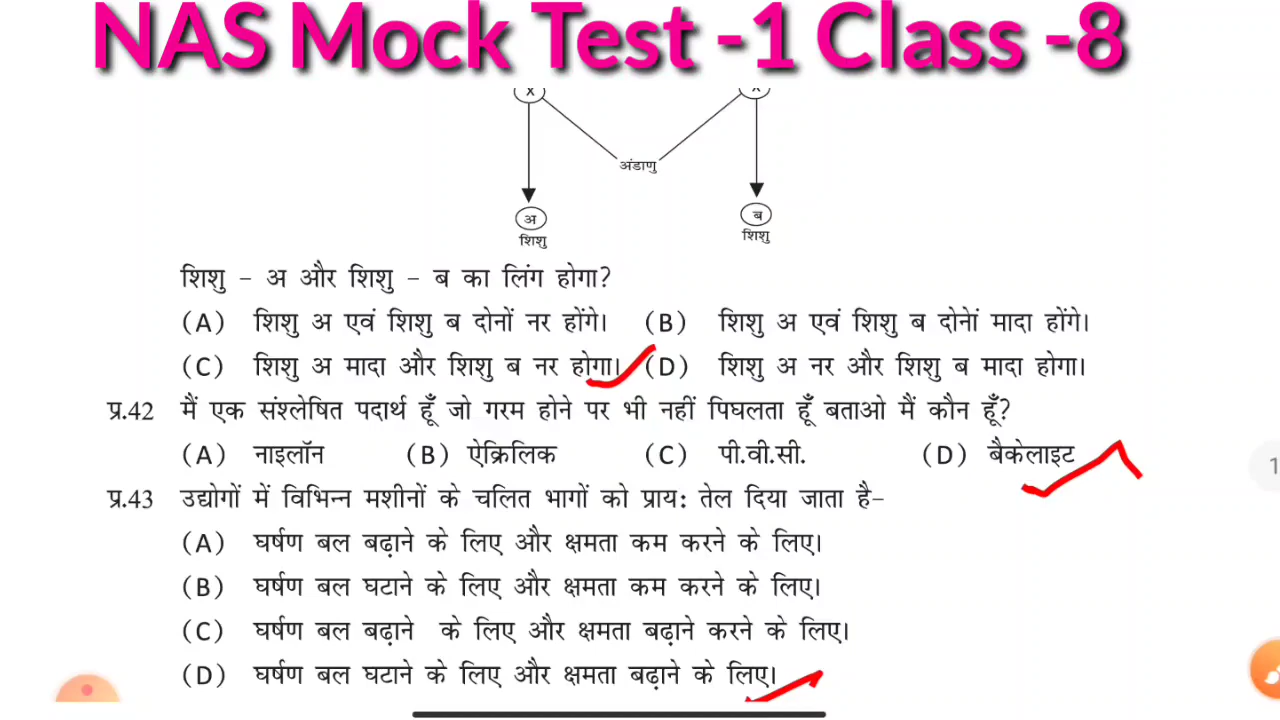 NAS Mock Test -1 Class -8
X X
अंडाणु
अ ब
शिशु शिशु
शिशु - अ और शिशु - ब का लिंग होगा?
(A) शिशु अ एवं शिशु ब दोनों नर होंगे। (B) शिशु अ एवं शिशु ब दोनेां मादा होंगे।
(C) शिशु अ मादा और शिशु ब नर होगा। (D) शिशु अ नर और शिशु ब मादा होगा।
प्र.42 मैं एक संश्लेषित पदार्थ हूँ जो गरम होने पर भी नहीं पिघलता हूँ बताओ मैं कौन हूँ?
(A) नाइलॉन (B) ऐक्रिलिक (C) पी.वी.सी. (D) बैकेलाइट
1
प्र.43 उद्योगों में विभिन्न मशीनों के चलित भागों को प्राय: तेल दिया जाता है-
(A) घर्षण बल बढ़ाने के लिए और क्षमता कम करने के लिए।
(B) घर्षण बल घटाने के लिए और क्षमता कम करने के लिए।
(C) घर्षण बल बढ़ाने के लिए और क्षमता बढ़ाने करने के लिए।
(D) घर्षण बल घटाने के लिए और क्षमता बढ़ाने के लिए।